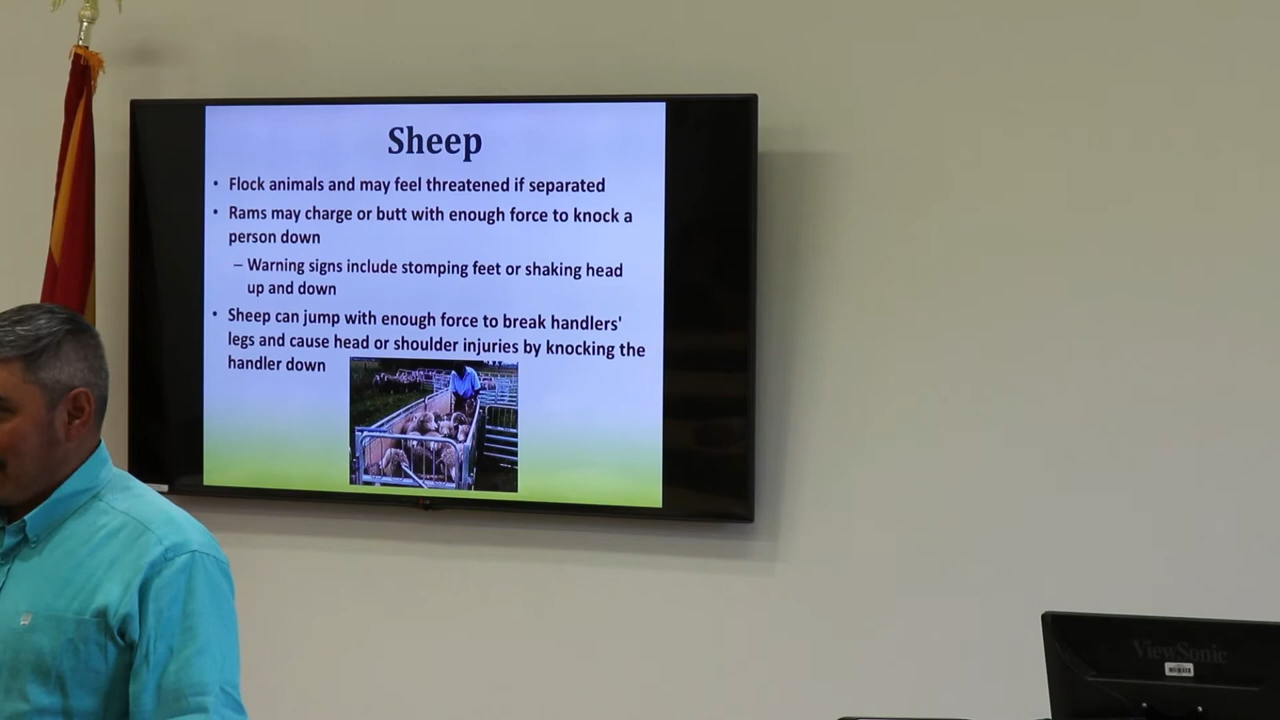 Sheep
• Flock animals and may feel threatened if separated
• Rams may charge or butt with enough force to knock a
person down
– Warning signs include stomping feet or shaking head
up and down
• Sheep can jump with enough force to break handlers'
legs and cause head or shoulder injuries by knocking the
handler down
ViewSonic